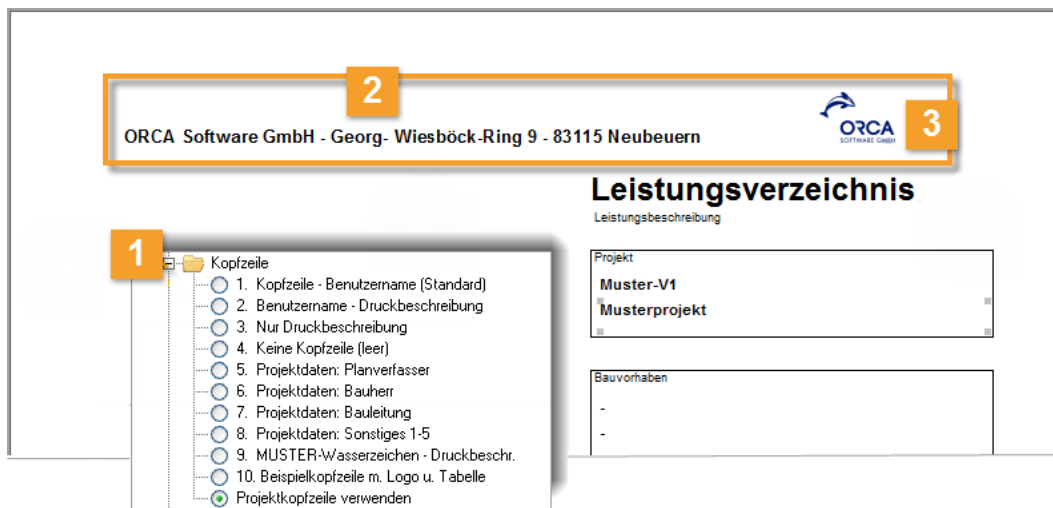 2
ORCA Software GmbH - Georg- Wiesböck-Ring 9 - 83115 Neubeuern
ORCA
SOFTWARE GMBH
3
Leistungsverzeichnis
Leistungsbeschreibung
1
Kopfzeile
1. Kopfzeile - Benutzername (Standard)
2. Benutzername - Druckbeschreibung
3. Nur Druckbeschreibung
4. Keine Kopfzeile (leer)
5. Projektdaten: Planverfasser
6. Projektdaten: Bauherr
7. Projektdaten: Bauleitung
8. Projektdaten: Sonstiges 1-5
9. MUSTER-Wasserzeichen - Druckbeschr.
10. Beispielkopfzeile m. Logo u. Tabelle
Projektkopfzeile verwenden
Projekt
Muster-V1
Musterprojekt
Bauvorhaben
-
-